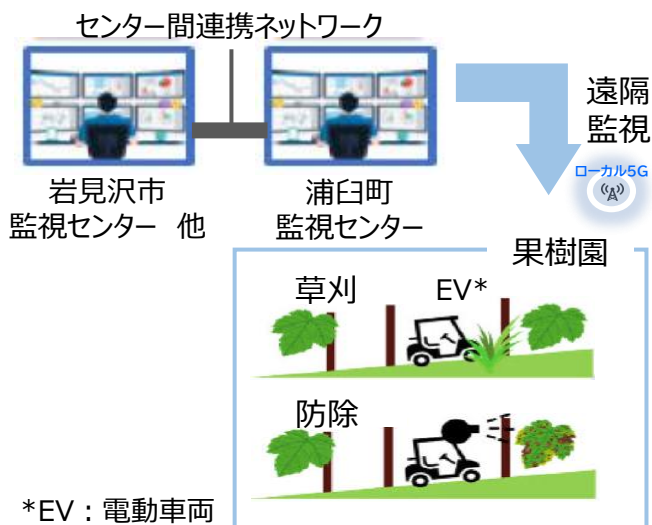 センター間連携ネットワーク
岩見沢市
監視センター 他
浦臼町
監視センター
遠隔
監視
ローカル5G
果樹園
草刈
EV*
防除
*EV：電動車両